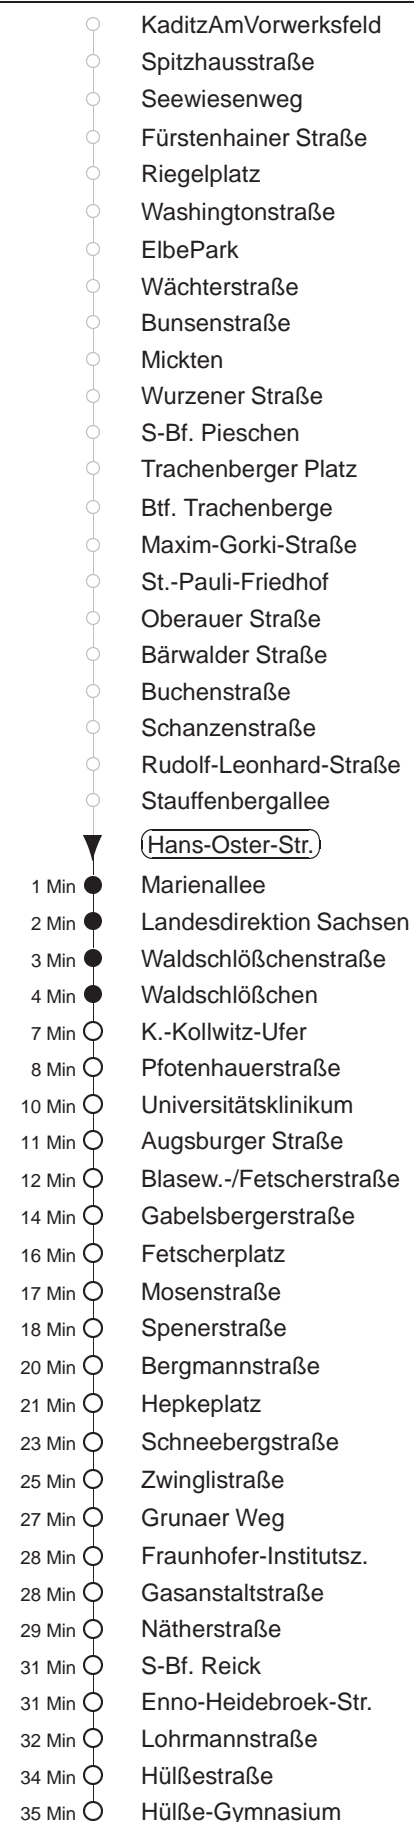 KaditzAmVorwerksfeld
Spitzhausstraße
Seewiesenweg
Fürstenhainer Straße
Riegelplatz
Washingtonstraße
ElbePark
Wächterstraße
Bunsenstraße
Mickten
Wurzener Straße
S-Bf. Pieschen
Trachenberger Platz
Btf. Trachenberge
Maxim-Gorki-Straße
St.-Pauli-Friedhof
Oberauer Straße
Bärwalder Straße
Buchenstraße
Schanzenstraße
Rudolf-Leonhard-Straße
Stauffenbergallee
Hans-Oster-Str.
1 Min Marienallee
2 Min Landesdirektion Sachsen
3 Min Waldschlößchenstraße
4 Min Waldschlößchen
7 Min K.-Kollwitz-Ufer
8 Min Pfotenhauerstraße
10 Min Universitätsklinikum
11 Min Augsburger Straße
12 Min Blasew.-/Fetscherstraße
14 Min Gabelsbergerstraße
16 Min Fetscherplatz
17 Min Mosenstraße
18 Min Spenerstraße
20 Min Bergmannstraße
21 Min Hepkeplatz
23 Min Schneebergstraße
25 Min Zwinglistraße
27 Min Grunaer Weg
28 Min Fraunhofer-Institutsz.
28 Min Gasanstaltstraße
29 Min Nätherstraße
31 Min S-Bf. Reick
31 Min Enno-Heidebroek-Str.
32 Min Lohrmannstraße
34 Min Hülßestraße
35 Min Hülße-Gymnasium